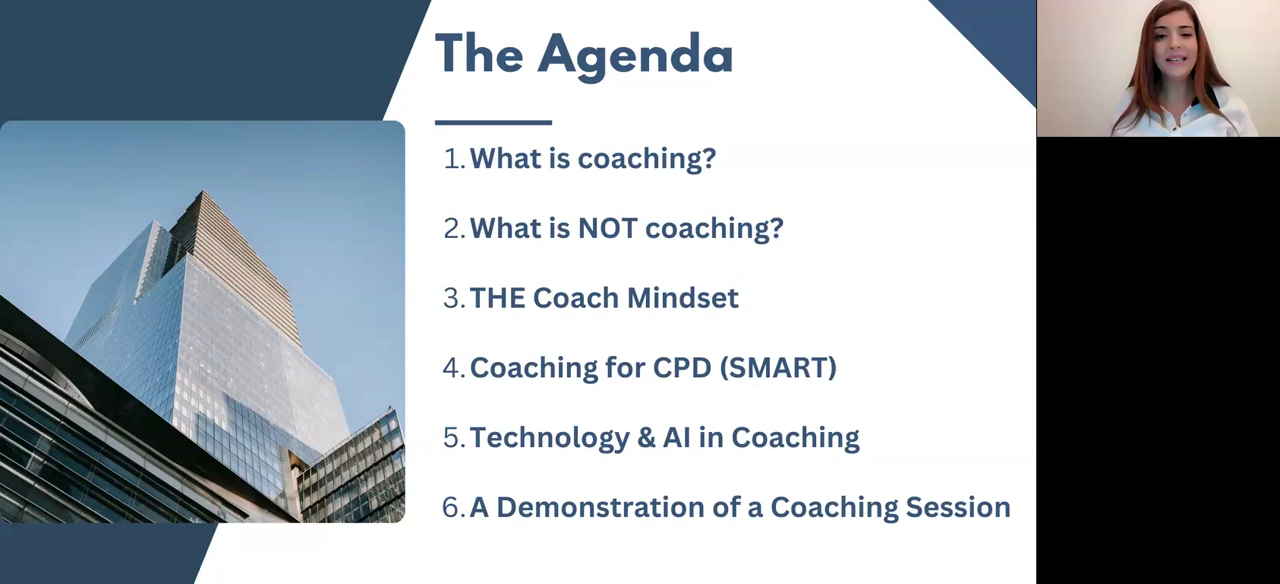 The Agenda
1. What is coaching?
2. What is NOT coaching?
3. THE Coach Mindset
4. Coaching for CPD (SMART)
5. Technology & AI in Coaching
6. A Demonstration of a Coaching Session